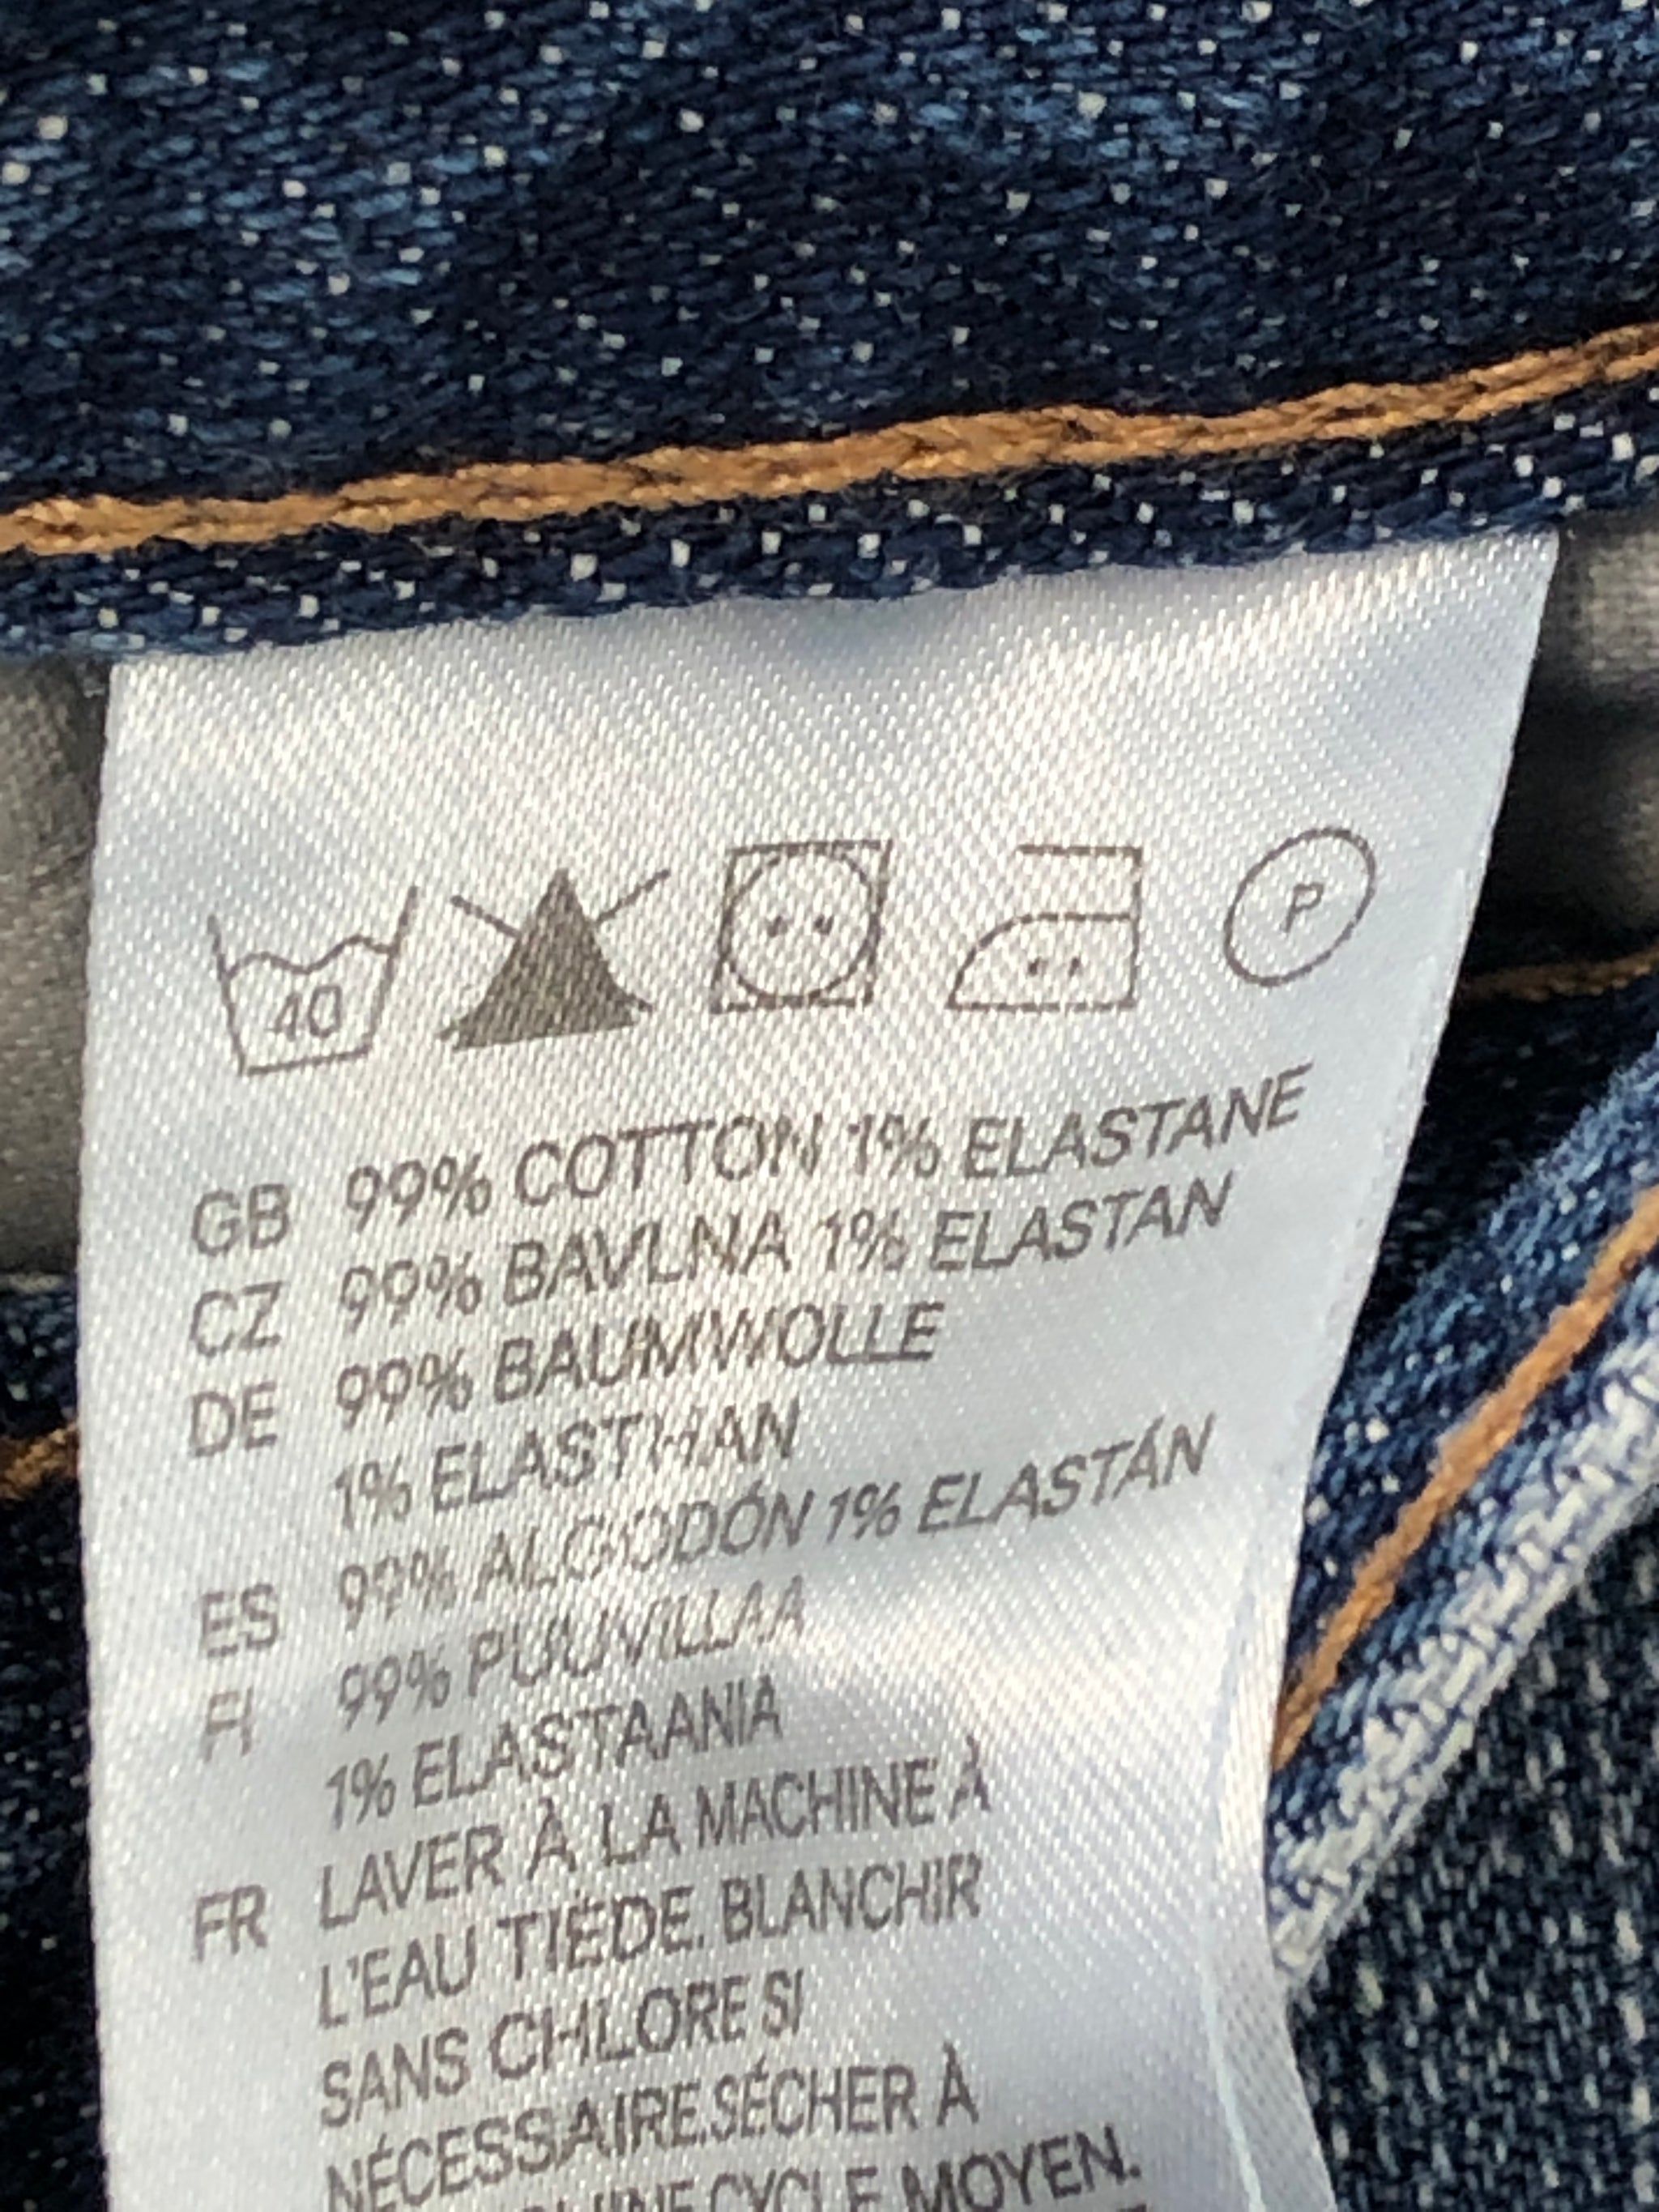 40
P
GB 99% COTTON 1% ELASTANE
CZ 99% BAVLNA 1% ELASTAN
DE 99% BAUMWOLLE
1% ELASTHAN
ES 99% ALGODÓN 1% ELASTÁN
FI 99% PUUVILLAA
1% ELASTAANIA
FR LAVER À LA MACHINE À
L'EAU TIÈDE. BLANCHIR
SANS CHLORE SI
NÉCESSAIRE.SÉCHER À
CYCLE MOYEN.